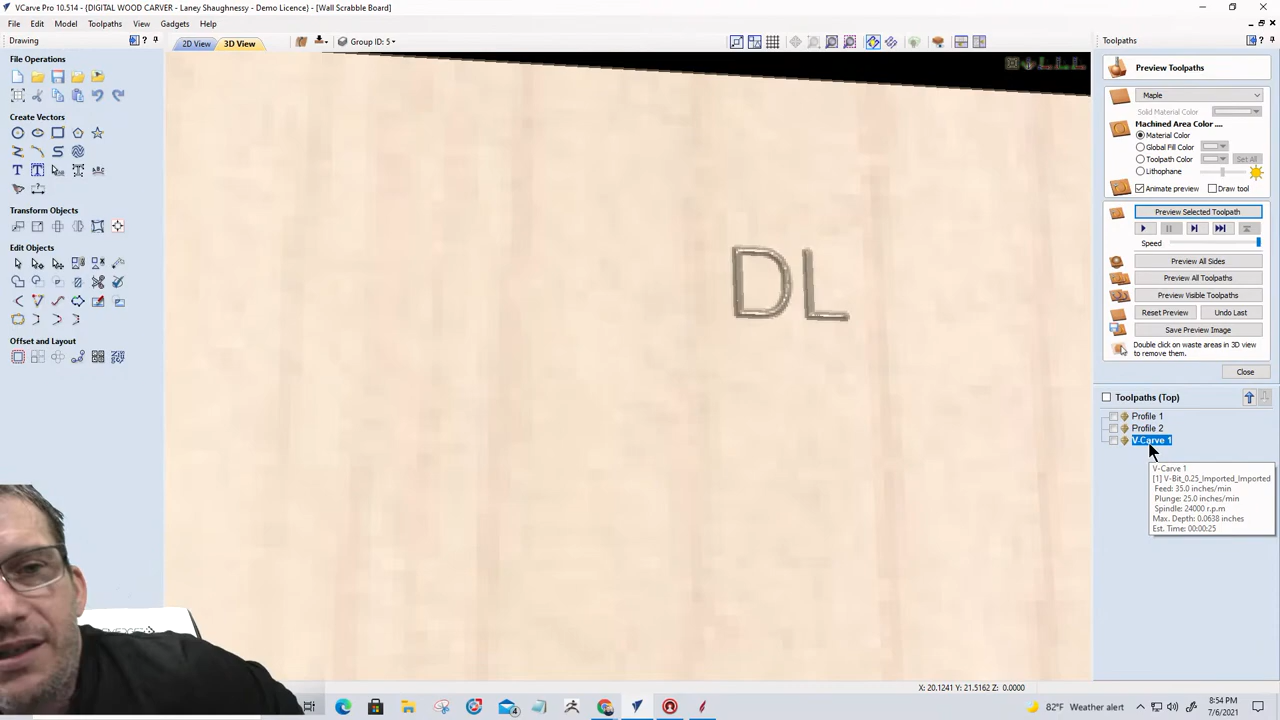 VCarve Pro 10.514 - {DIGITAL WOOD CARVER - Laney Shaughnessy - Demo Licence} - [Wall Scrabble Board]
File Edit Model Toolpaths View Gadgets Help
Drawing
2D View 3D View Group ID: 5
Toolpaths
File Operations
Create Vectors
Transform Objects
Edit Objects
Offset and Layout
DL
Preview Toolpaths
Maple
Solid Material Color
Machined Area Color ....
Material Color
Global Fill Color
Toolpath Color Set All
Lithophane
Animate preview Draw tool
Preview Selected Toolpath
Speed
Preview All Sides
Preview All Toolpaths
Preview Visible Toolpaths
Reset Preview Undo Last
Save Preview Image
Double click on waste areas in 3D view
to remove them.
Close
Toolpaths (Top)
Profile 1
Profile 2
V-Carve 1
V-Carve 1
[1] V-Bit_0.25_Imported_Imported
Feed: 35.0 inches/min
Plunge: 25.0 inches/min
Spindle: 24000 r.p.m
Max. Depth: 0.0638 inches
Est. Time: 00:00:25
X: 20.1241 Y: 21.5162 Z: 0.0000
4
82°F Weather alert
8:54 PM
7/6/2021